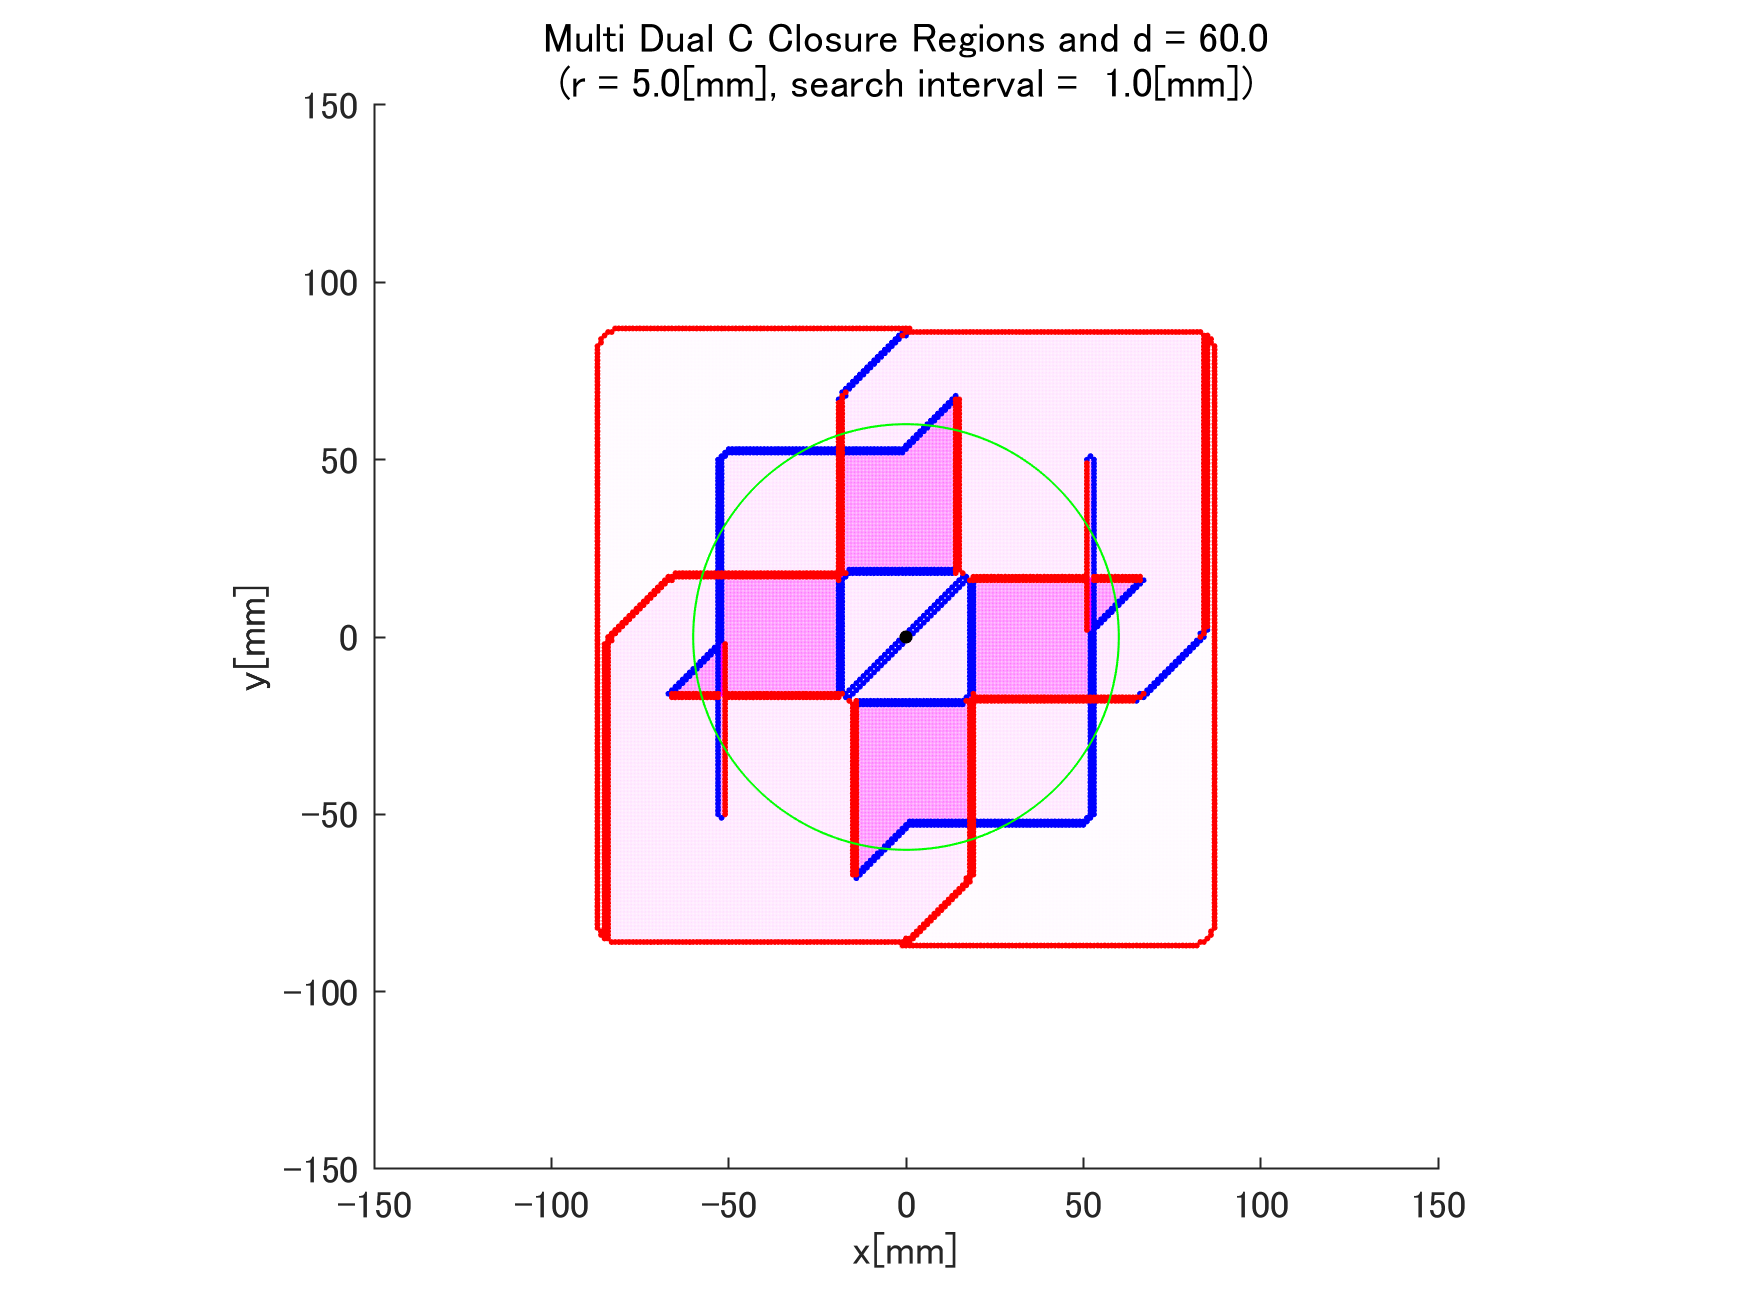 Multi Dual C Closure Regions and d = 60.0
(r = 5.0[mm], search interval =  1.0[mm])
150
100
50
0
−50
−100
−150
y[mm]
−150 −100 −50 0 50 100 150
x[mm]